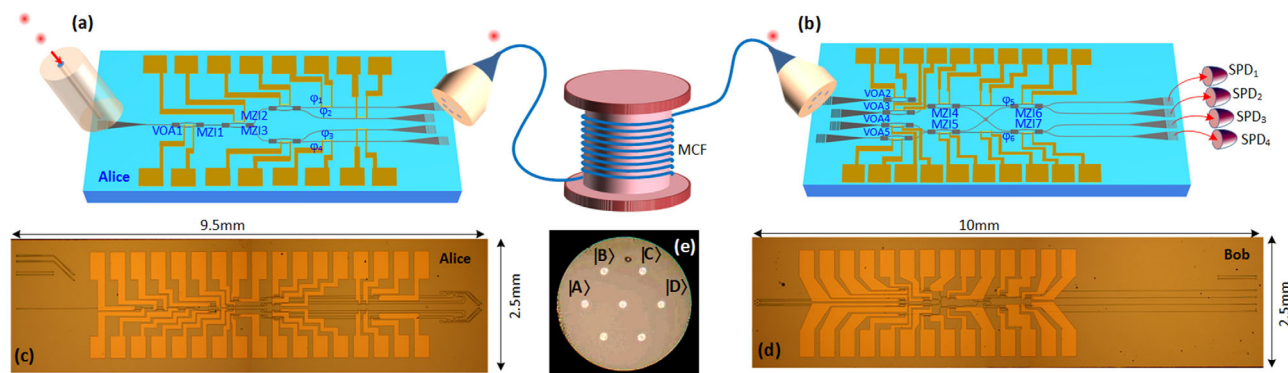 (a)
VOA1
MZI1
MZI2
MZI3
φ1
φ2
φ3
φ4
Alice
MCF
(b)
VOA2
VOA3
VOA4
VOA5
MZI4
MZI5
φ5
φ6
MZI6
MZI7
SPD1
SPD2
SPD3
SPD4
9.5mm
Alice
2.5mm
(c)
(e)
|A⟩
|B⟩
|C⟩
|D⟩
10mm
Bob
2.5mm
(d)